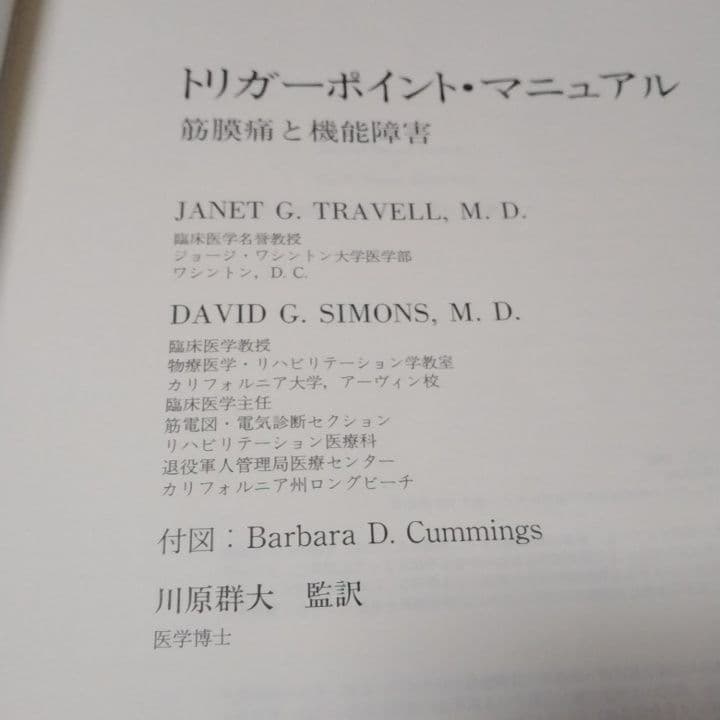 トリガーポイント・マニュアル
筋膜痛と機能障害
JANET G. TRAVELL, M. D.
臨床医学名誉教授
ジョージ・ワシントン大学医学部
ワシントン, D. C.
DAVID G. SIMONS, M. D.
臨床医学教授
物療医学・リハビリテーション学教室
カリフォルニア大学, アーヴィン校
臨床医学主任
筋電図・電気診断セクション
リハビリテーション医療科
退役軍人管理局医療センター
カリフォルニア州ロングビーチ
付図：Barbara D. Cummings
川原群大　監訳
医学博士